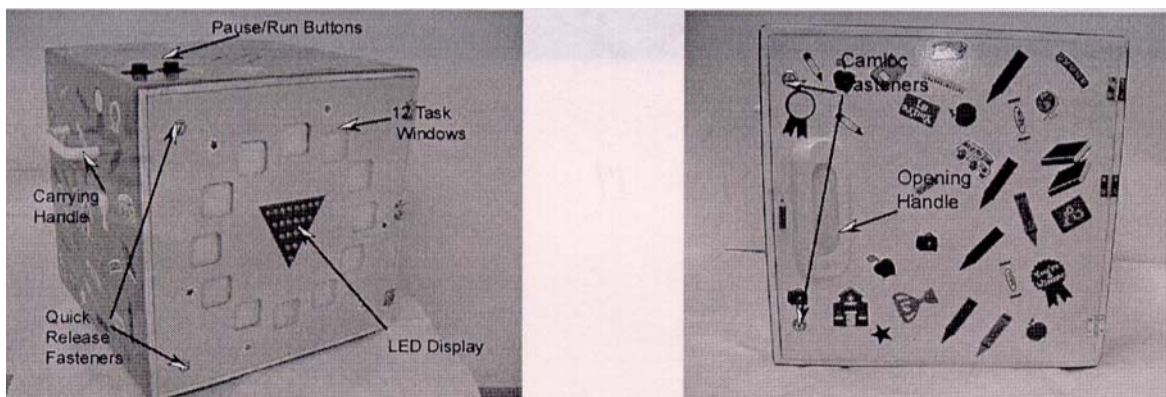 Pause/Run Buttons
12 Task
Windows
Carrying
Handle
Quick
Release
Fasteners
LED Display
Camloc
Fasteners
Opening
Handle